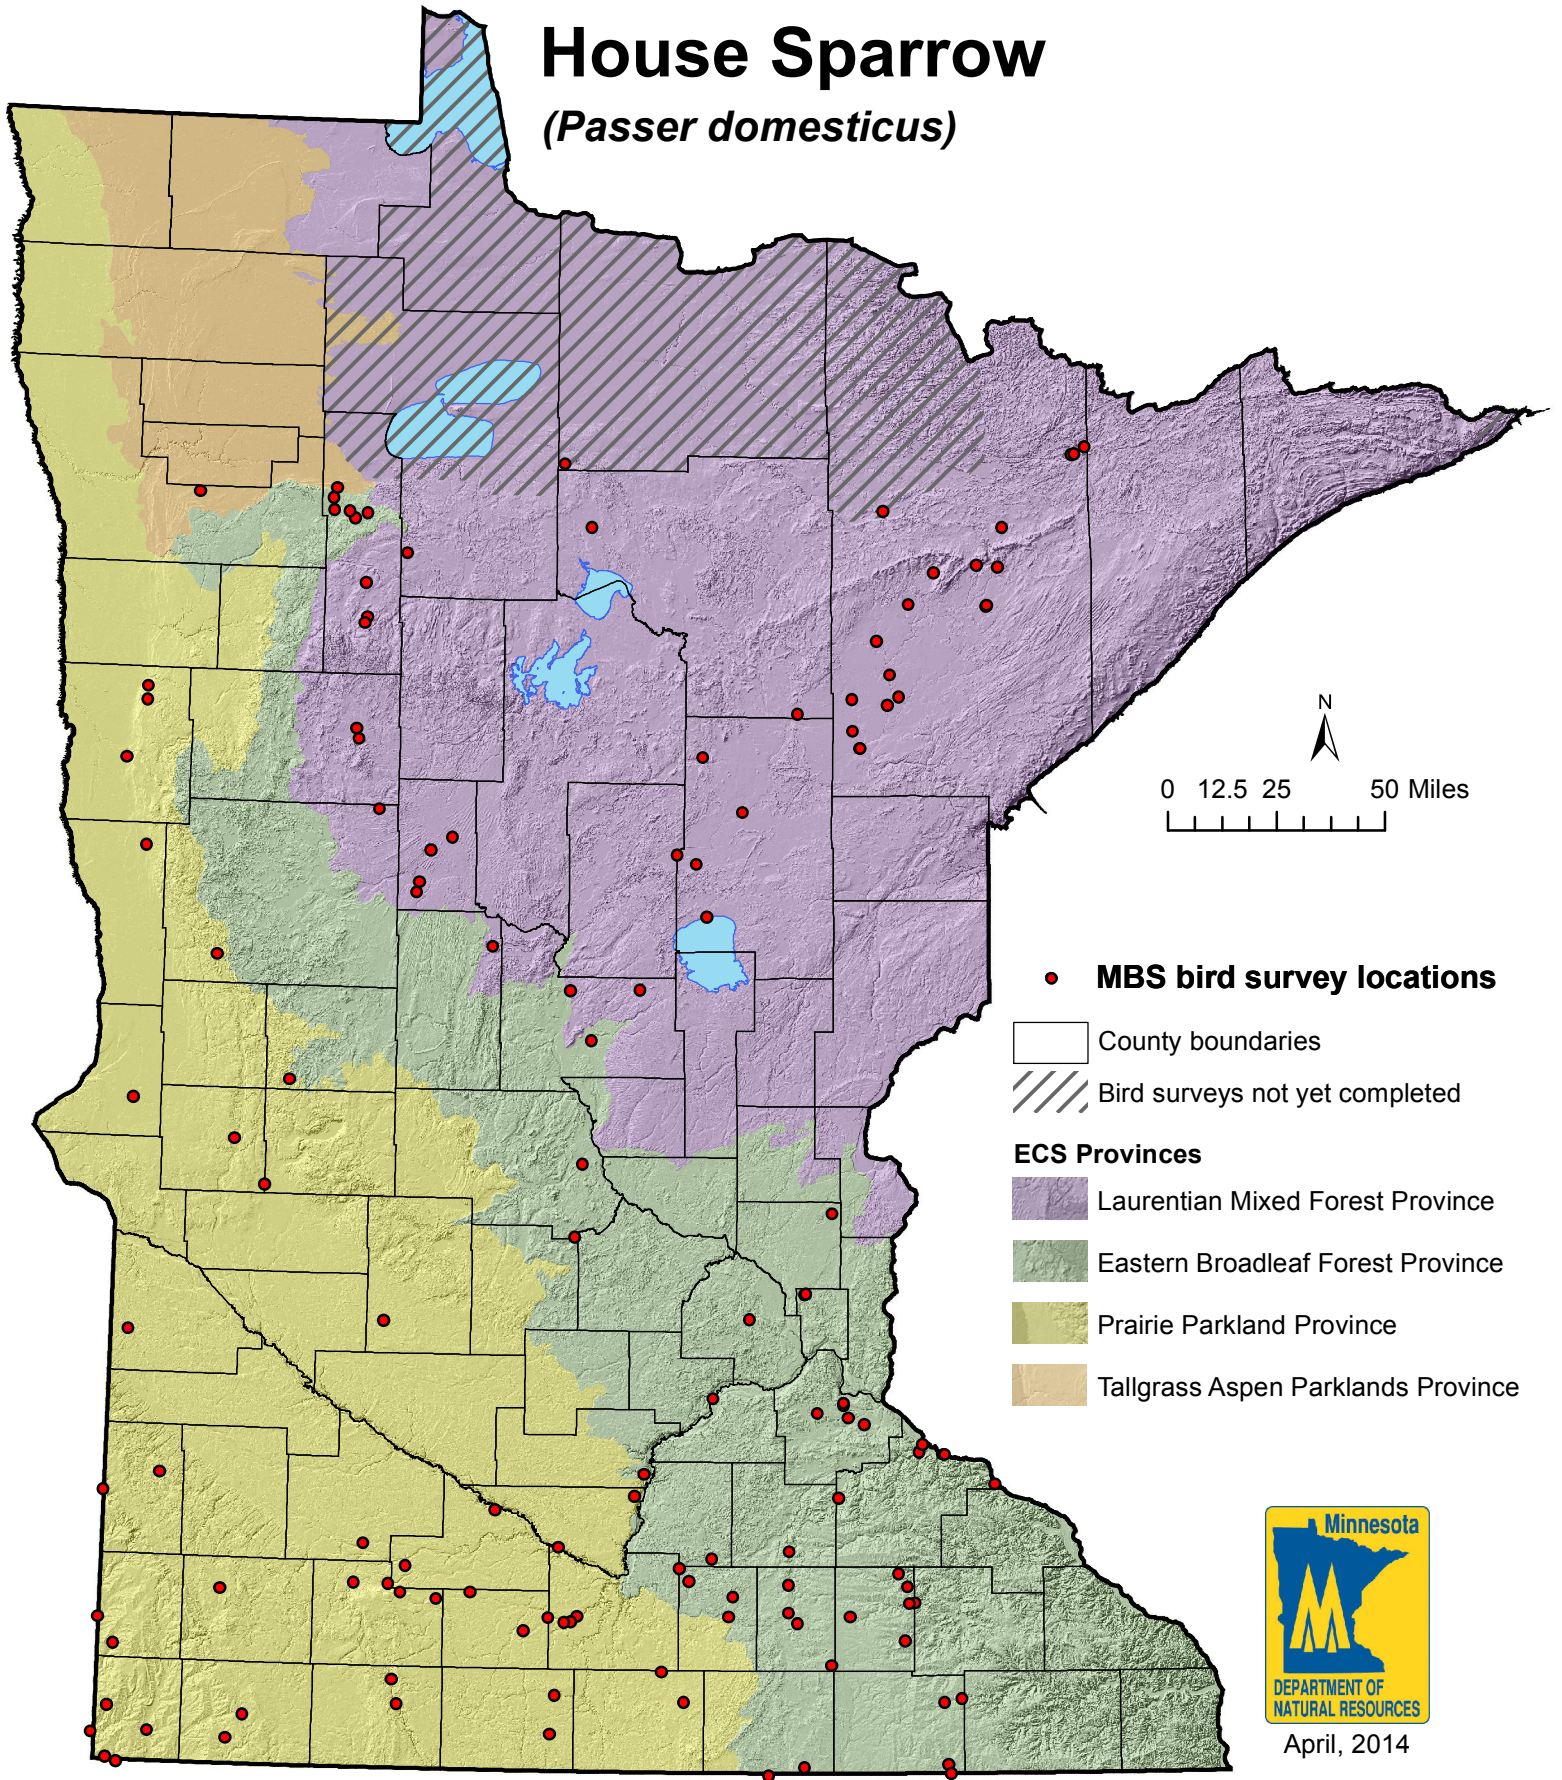 House Sparrow
(Passer domesticus)
N
0 12.5 25 50 Miles
MBS bird survey locations
County boundaries
Bird surveys not yet completed
ECS Provinces
Laurentian Mixed Forest Province
Eastern Broadleaf Forest Province
Prairie Parkland Province
Tallgrass Aspen Parklands Province
Minnesota
DEPARTMENT OF
NATURAL RESOURCES
April, 2014